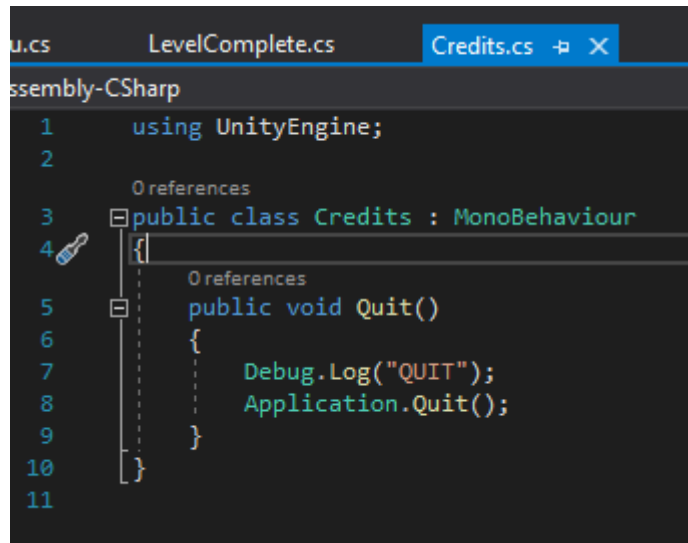 u.cs LevelComplete.cs Credits.cs
ssembly-CSharp
1 using UnityEngine;
2
0 references
3 public class Credits : MonoBehaviour
4 {
0 references
5 public void Quit()
6 {
7 Debug.Log("QUIT");
8 Application.Quit();
9 }
10 }
11